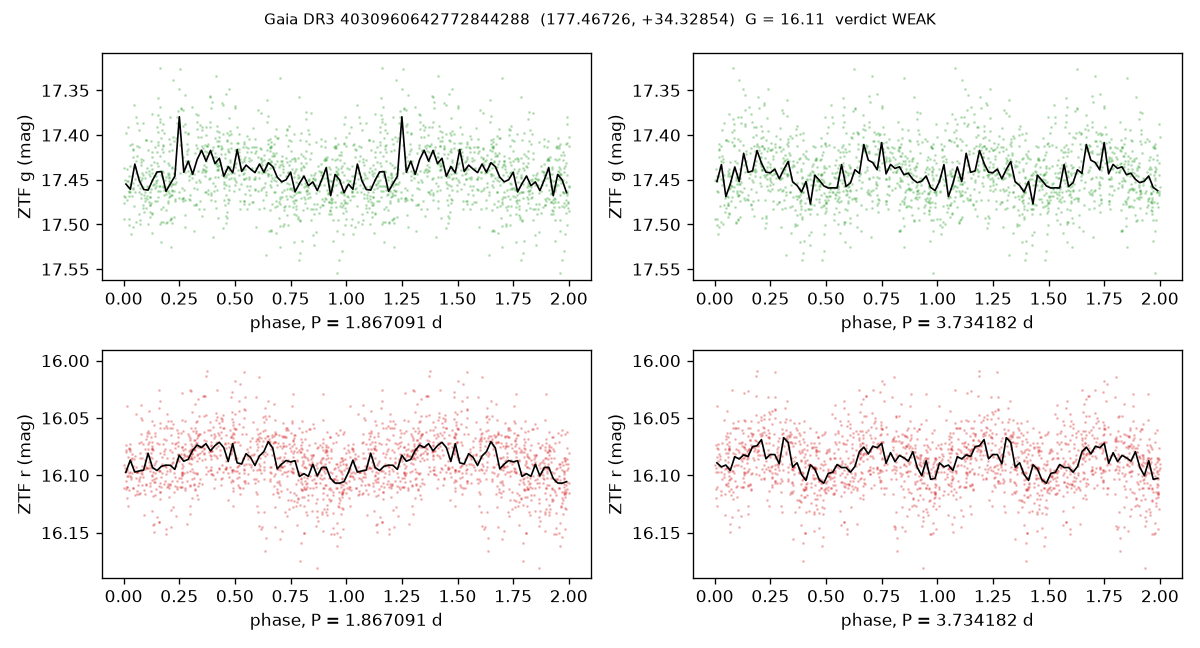 Gaia DR3 4030960642772844288 (177.46726, +34.32854) G = 16.11 verdict WEAK
ZTF g (mag)
17.35
17.40
17.45
17.50
17.55
0.00 0.25 0.50 0.75 1.00 1.25 1.50 1.75 2.00
phase, P = 1.867091 d
ZTF g (mag)
17.35
17.40
17.45
17.50
17.55
0.00 0.25 0.50 0.75 1.00 1.25 1.50 1.75 2.00
phase, P = 3.734182 d
ZTF r (mag)
16.00
16.05
16.10
16.15
0.00 0.25 0.50 0.75 1.00 1.25 1.50 1.75 2.00
phase, P = 1.867091 d
ZTF r (mag)
16.00
16.05
16.10
16.15
0.00 0.25 0.50 0.75 1.00 1.25 1.50 1.75 2.00
phase, P = 3.734182 d